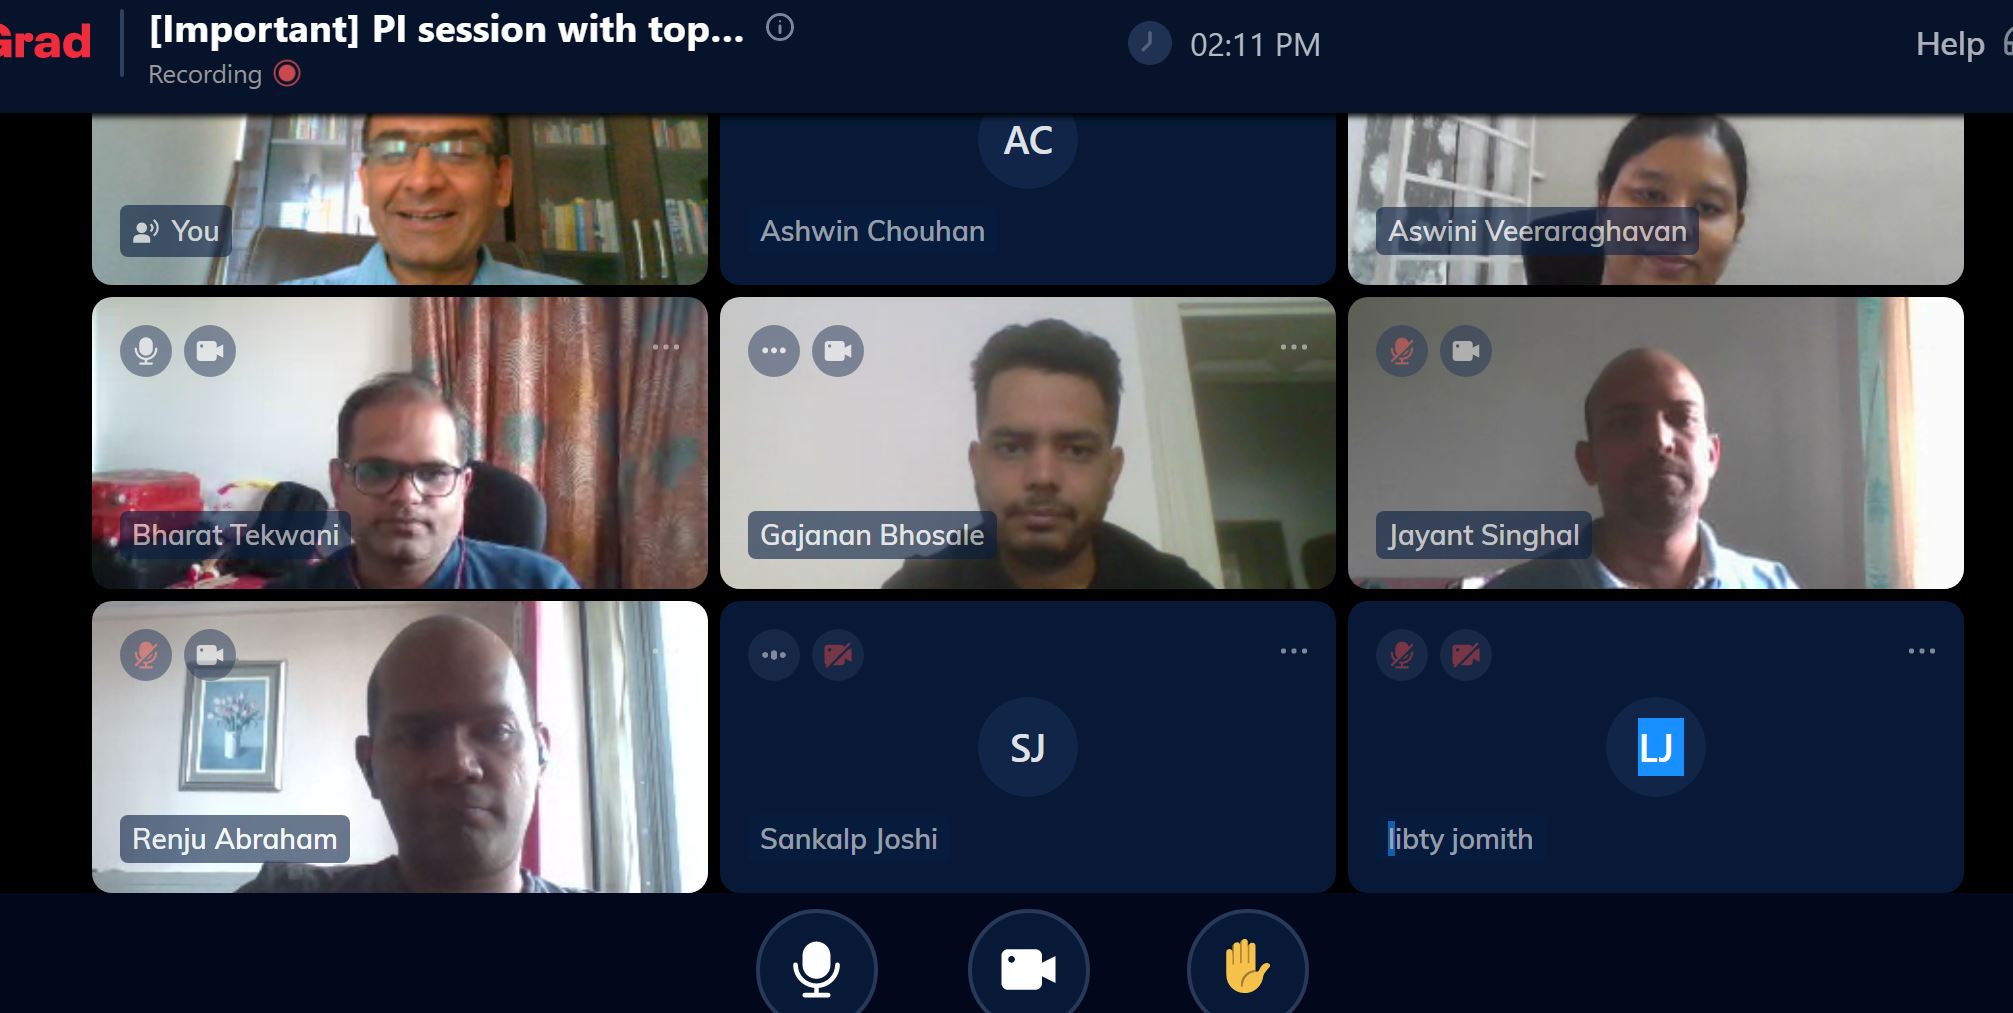 Grad
[Important] PI session with top...
Recording
02:11 PM
Help
You
AC
Ashwin Chouhan
Aswini Veeraraghavan
Bharat Tekwani
Gajanan Bhosale
Jayant Singhal
Renju Abraham
SJ
Sankalp Joshi
LJ
libty jomith